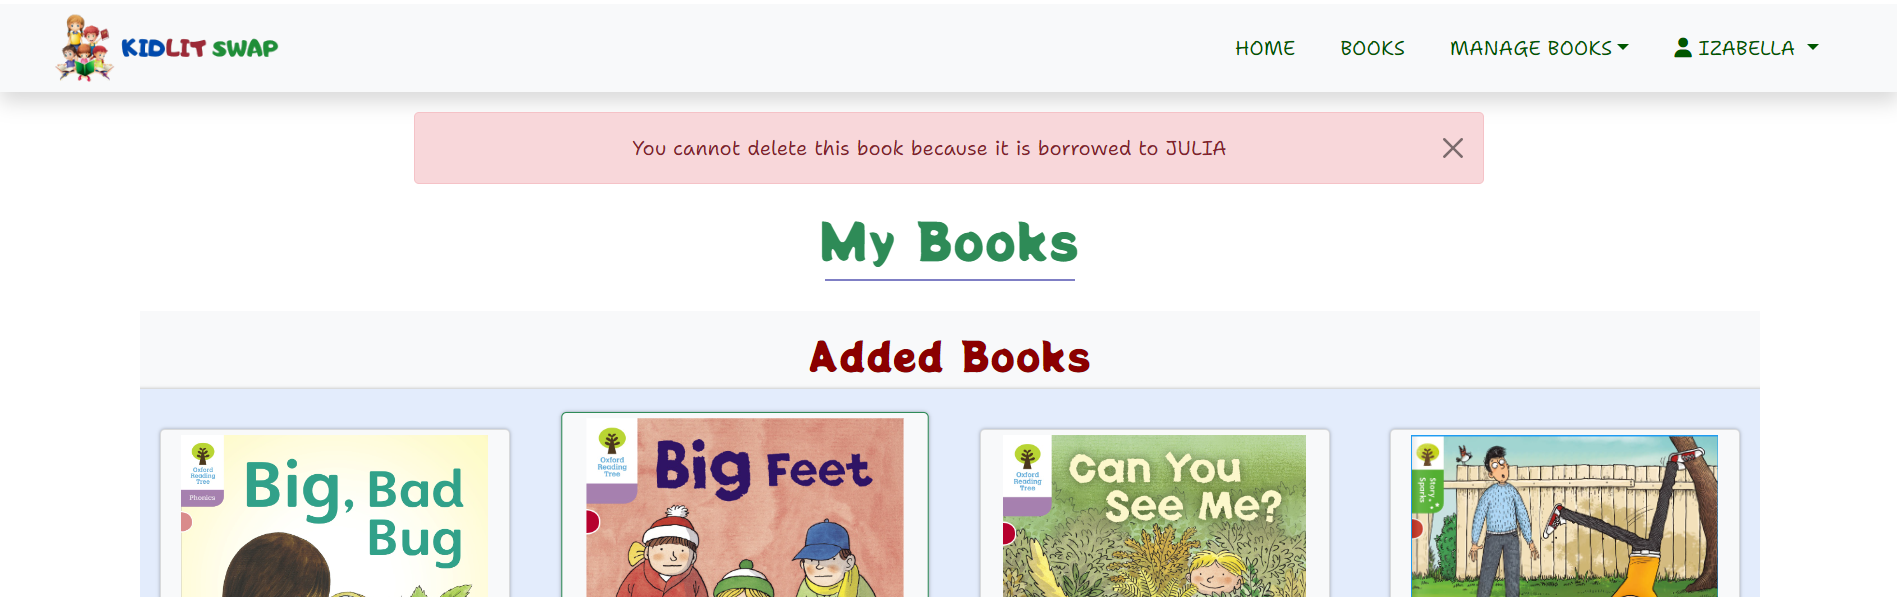 KIDLIT SWAP
HOME
BOOKS
MANAGE BOOKS
IZABELLA
You cannot delete this book because it is borrowed to JULIA
My Books
Added Books
Oxford
Reading
Tree
Phonics
Big, Bad
Bug
Oxford
Reading
Tree
Big Feet
Oxford
Reading
Tree
Can You
See Me?
Story
Sparks